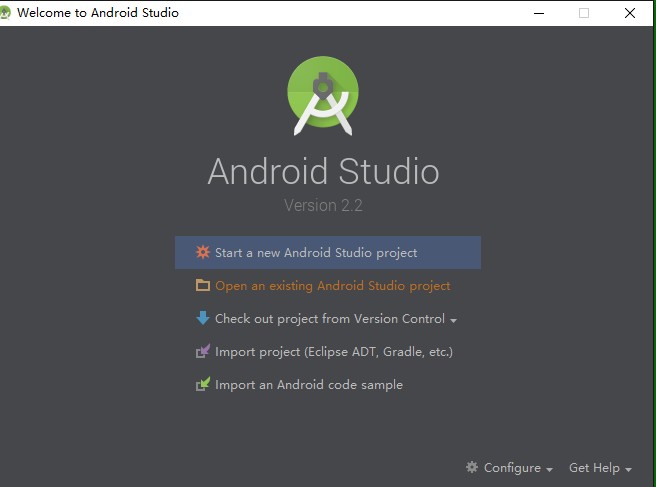 Welcome to Android Studio
Android Studio
Version 2.2
Start a new Android Studio project
Open an existing Android Studio project
Check out project from Version Control
Import project (Eclipse ADT, Gradle, etc.)
Import an Android code sample
Configure Get Help